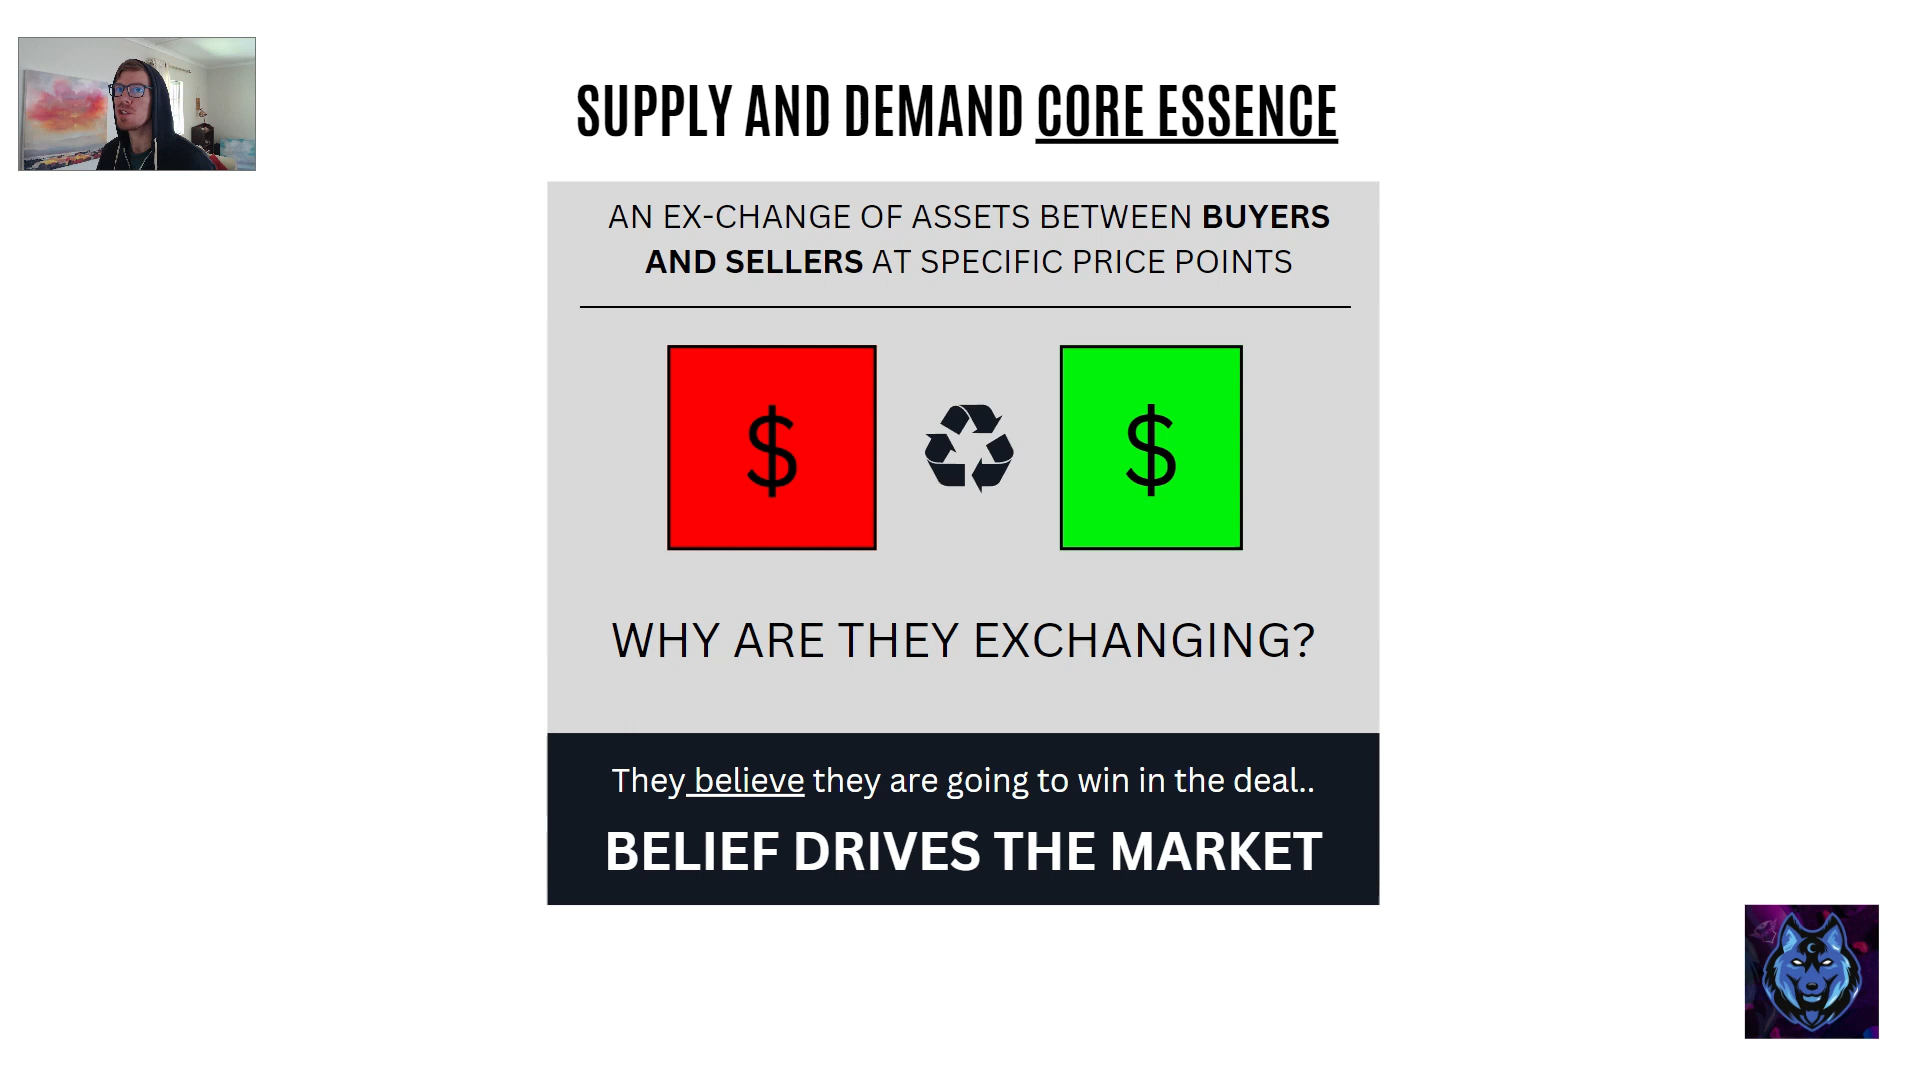 SUPPLY AND DEMAND CORE ESSENCE
AN EX-CHANGE OF ASSETS BETWEEN BUYERS
AND SELLERS AT SPECIFIC PRICE POINTS
$ $
WHY ARE THEY EXCHANGING?
They believe they are going to win in the deal..
BELIEF DRIVES THE MARKET